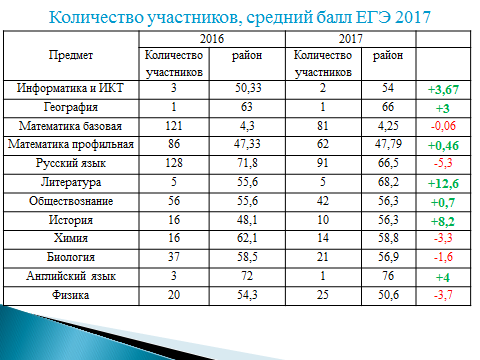 Количество участников, средний балл ЕГЭ 2017
Предмет 2016 2017
Количество участников район Количество участников район
Информатика и ИКТ 3 50,33 2 54 +3,67
География 1 63 1 66 +3
Математика базовая 121 4,3 81 4,25 -0,06
Математика профильная 86 47,33 62 47,79 +0,46
Русский язык 128 71,8 91 66,5 -5,3
Литература 5 55,6 5 68,2 +12,6
Обществознание 56 55,6 42 56,3 +0,7
История 16 48,1 10 56,3 +8,2
Химия 16 62,1 14 58,8 -3,3
Биология 37 58,5 21 56,9 -1,6
Английский язык 3 72 1 76 +4
Физика 20 54,3 25 50,6 -3,7